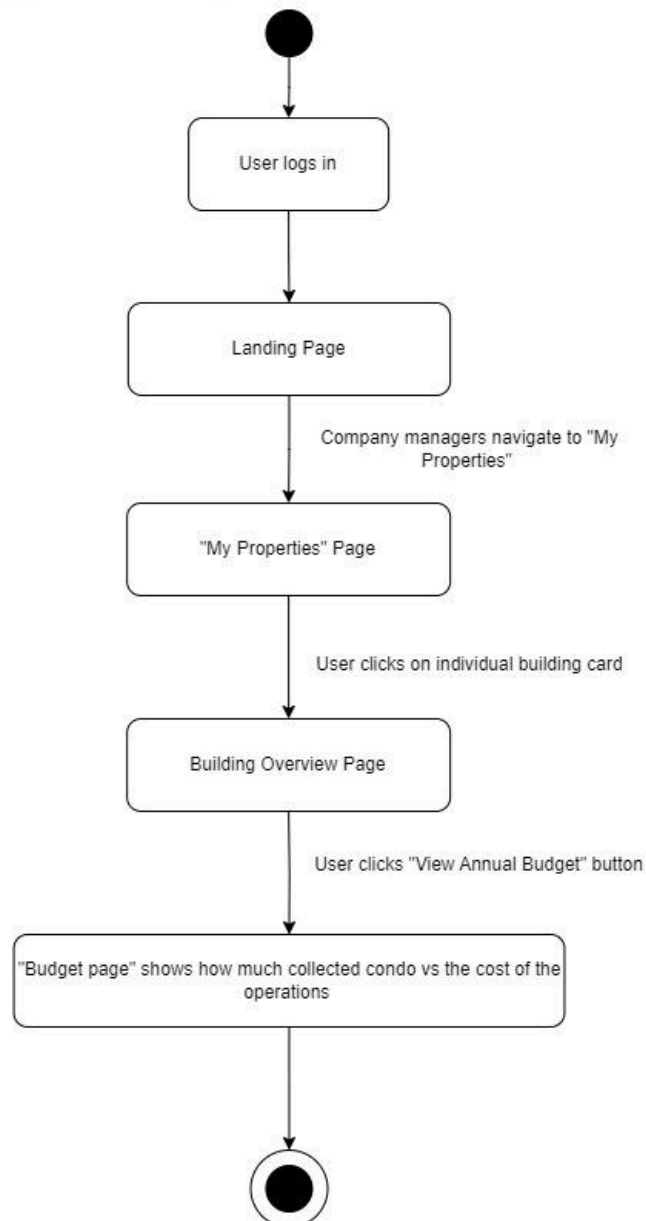 User logs in
Landing Page
Company managers navigate to "My
Properties"
"My Properties" Page
User clicks on individual building card
Building Overview Page
User clicks "View Annual Budget" button
"Budget page" shows how much collected condo vs the cost of the
operations